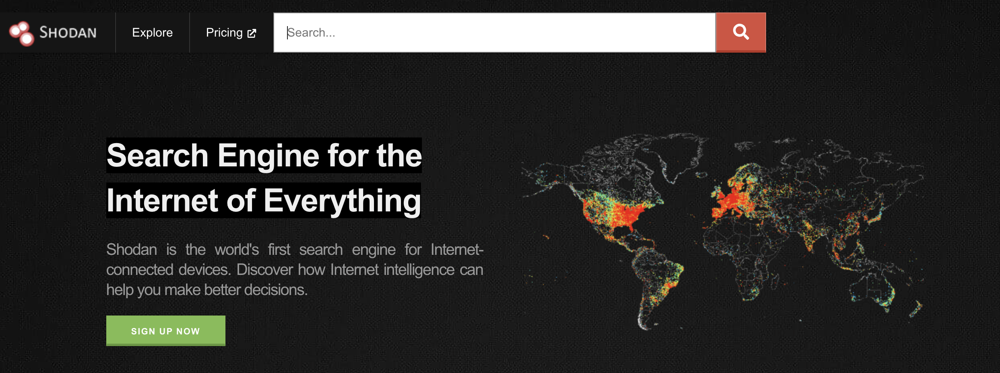 SHODAN
Explore
Pricing
Search...
Search Engine for the
Internet of Everything
Shodan is the world's first search engine for Internet-
connected devices. Discover how Internet intelligence can
help you make better decisions.
SIGN UP NOW